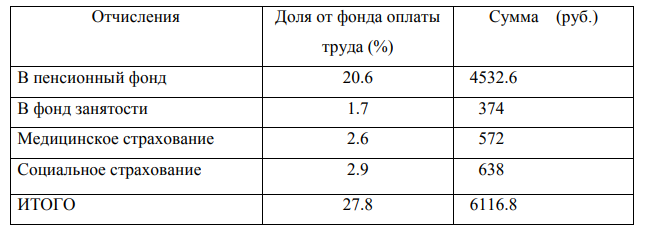 Отчисления Доля от фонда оплаты Сумма (руб.)
труда (%)
В пенсионный фонд 20.6 4532.6
В фонд занятости 1.7 374
Медицинское страхование 2.6 572
Социальное страхование 2.9 638
ИТОГО 27.8 6116.8